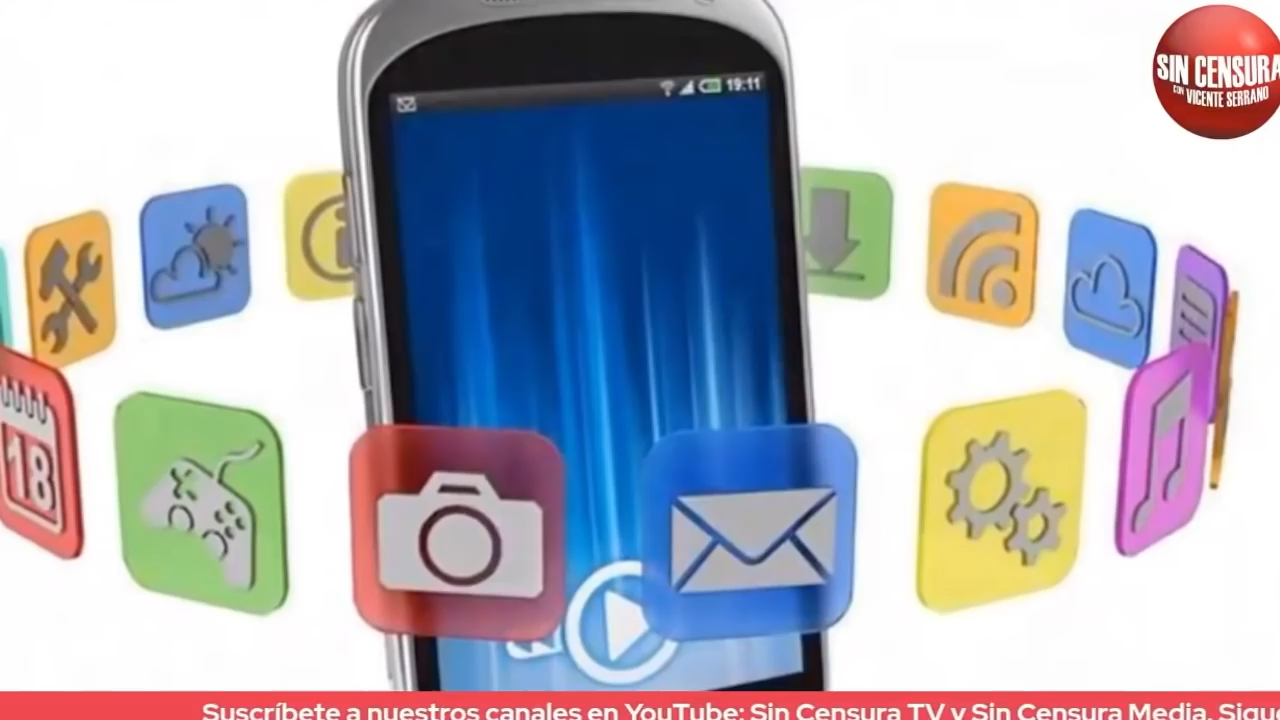 19:11
SIN CENSURA
CON VICENTE SERRANO
18
Suscríbete a nuestros canales en YouTube: Sin Censura TV y Sin Censura Media. Sigu